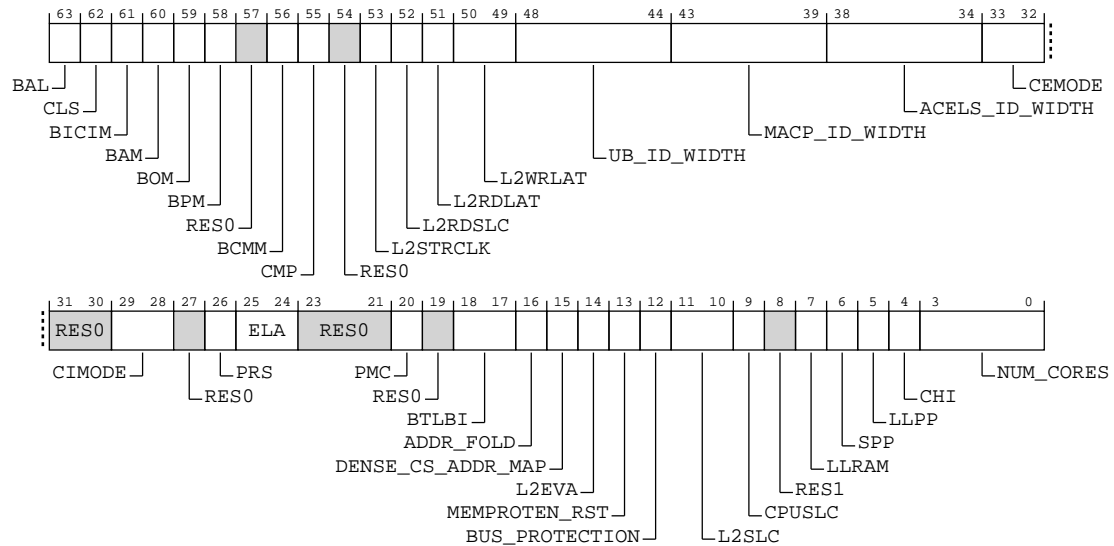 63 62 61 60 59 58 57 56 55 54 53 52 51 50 49 48 44 43 39 38 34 33 32
BAL CEMODE
CLS ACELS_ID_WIDTH
BICIM MACP_ID_WIDTH
BAM UB_ID_WIDTH
BOM L2WRLAT
BPM L2RDLAT
RES0 L2RDSLC
BCMM L2STRCLK
CMP RES0
31 30 29 28 27 26 25 24 23 21 20 19 18 17 16 15 14 13 12 11 10 9 8 7 6 5 4 3 0
RES0 ELA RES0
CIMODE PRS PMC NUM_CORES
RES0 RES0 CHI
BTLBI LLPP
ADDR_FOLD SPP
DENSE_CS_ADDR_MAP LLRAM
L2EVA RES1
MEMPROTEN_RST CPUSLC
BUS_PROTECTION L2SLC